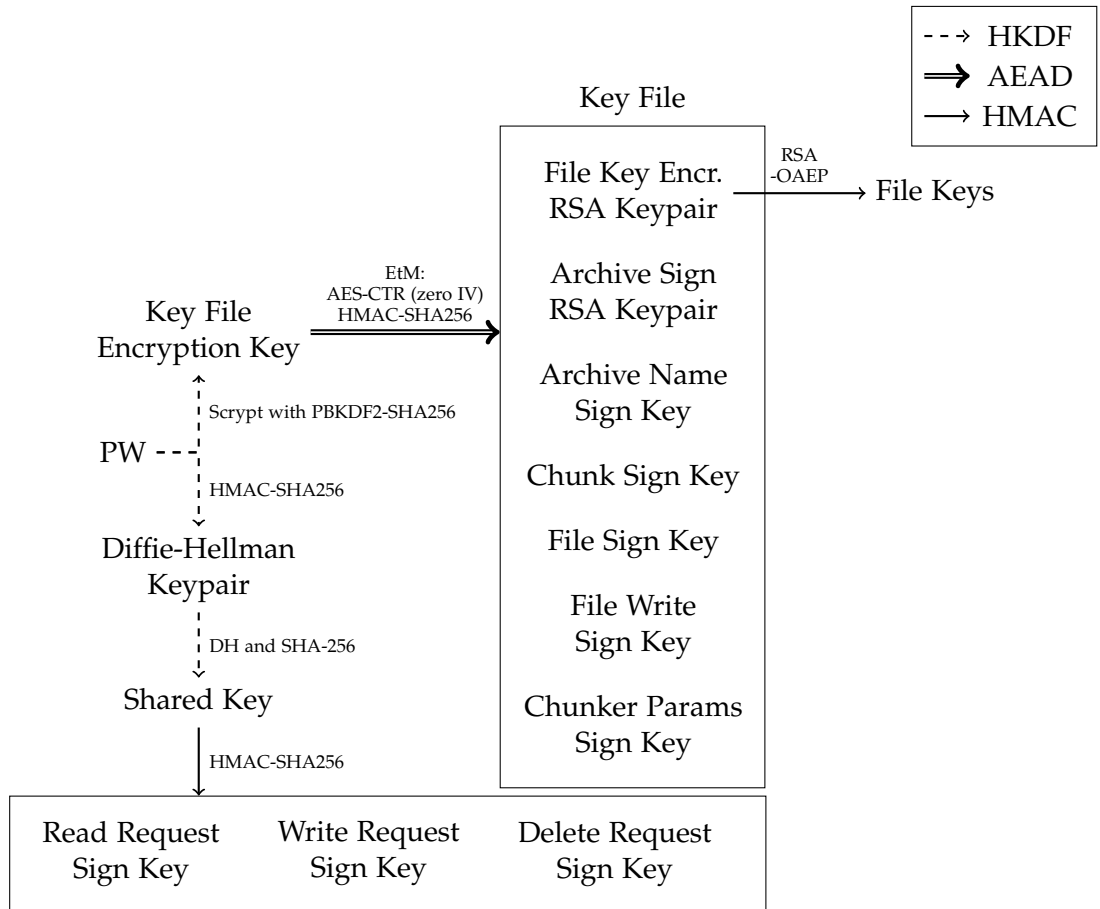 HKDF
AEAD
HMAC
Key File
File Key Encr.
RSA Keypair
RSA
-OAEP
File Keys
Archive Sign
RSA Keypair
EtM:
AES-CTR (zero IV)
HMAC-SHA256
Key File
Encryption Key
Archive Name
Sign Key
Scrypt with PBKDF2-SHA256
PW
Chunk Sign Key
HMAC-SHA256
File Sign Key
Diffie-Hellman
Keypair
File Write
Sign Key
DH and SHA-256
Shared Key
Chunker Params
Sign Key
HMAC-SHA256
Read Request
Sign Key
Write Request
Sign Key
Delete Request
Sign Key